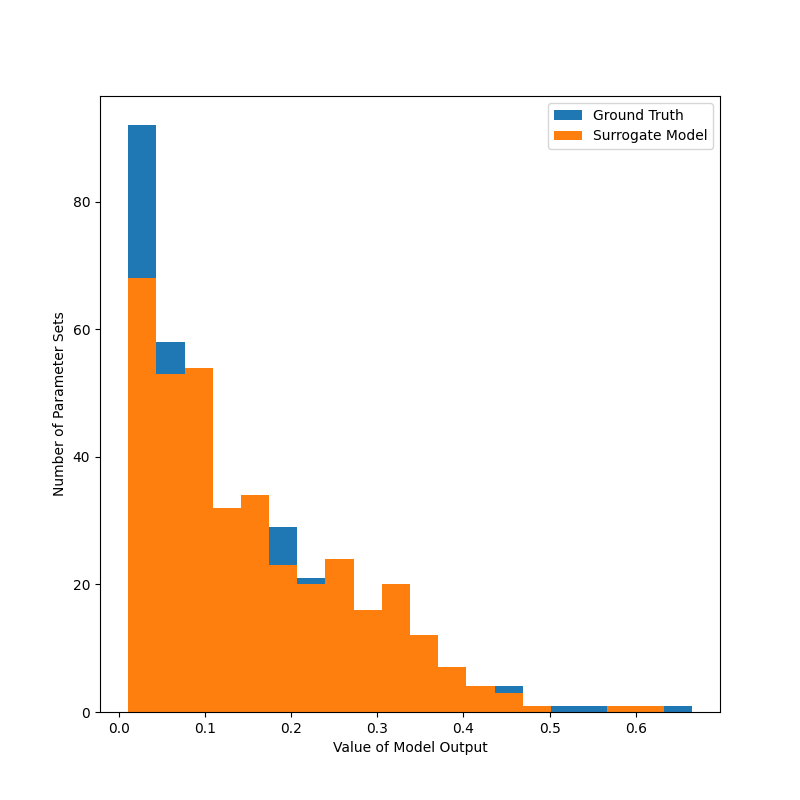 Ground Truth
Surrogate Model
Number of Parameter Sets
80
60
40
20
0
0.0 0.1 0.2 0.3 0.4 0.5 0.6
Value of Model Output